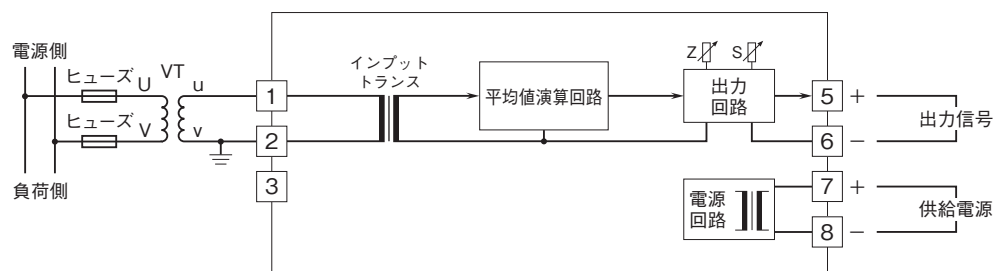 電源側
ヒューズ
U
VT
u
1
インプット
トランス
平均値演算回路
Z
S
出力
回路
5
+
出力信号
ヒューズ
V
v
2
6
−
負荷側
3
電源
回路
7
+
供給電源
8
−